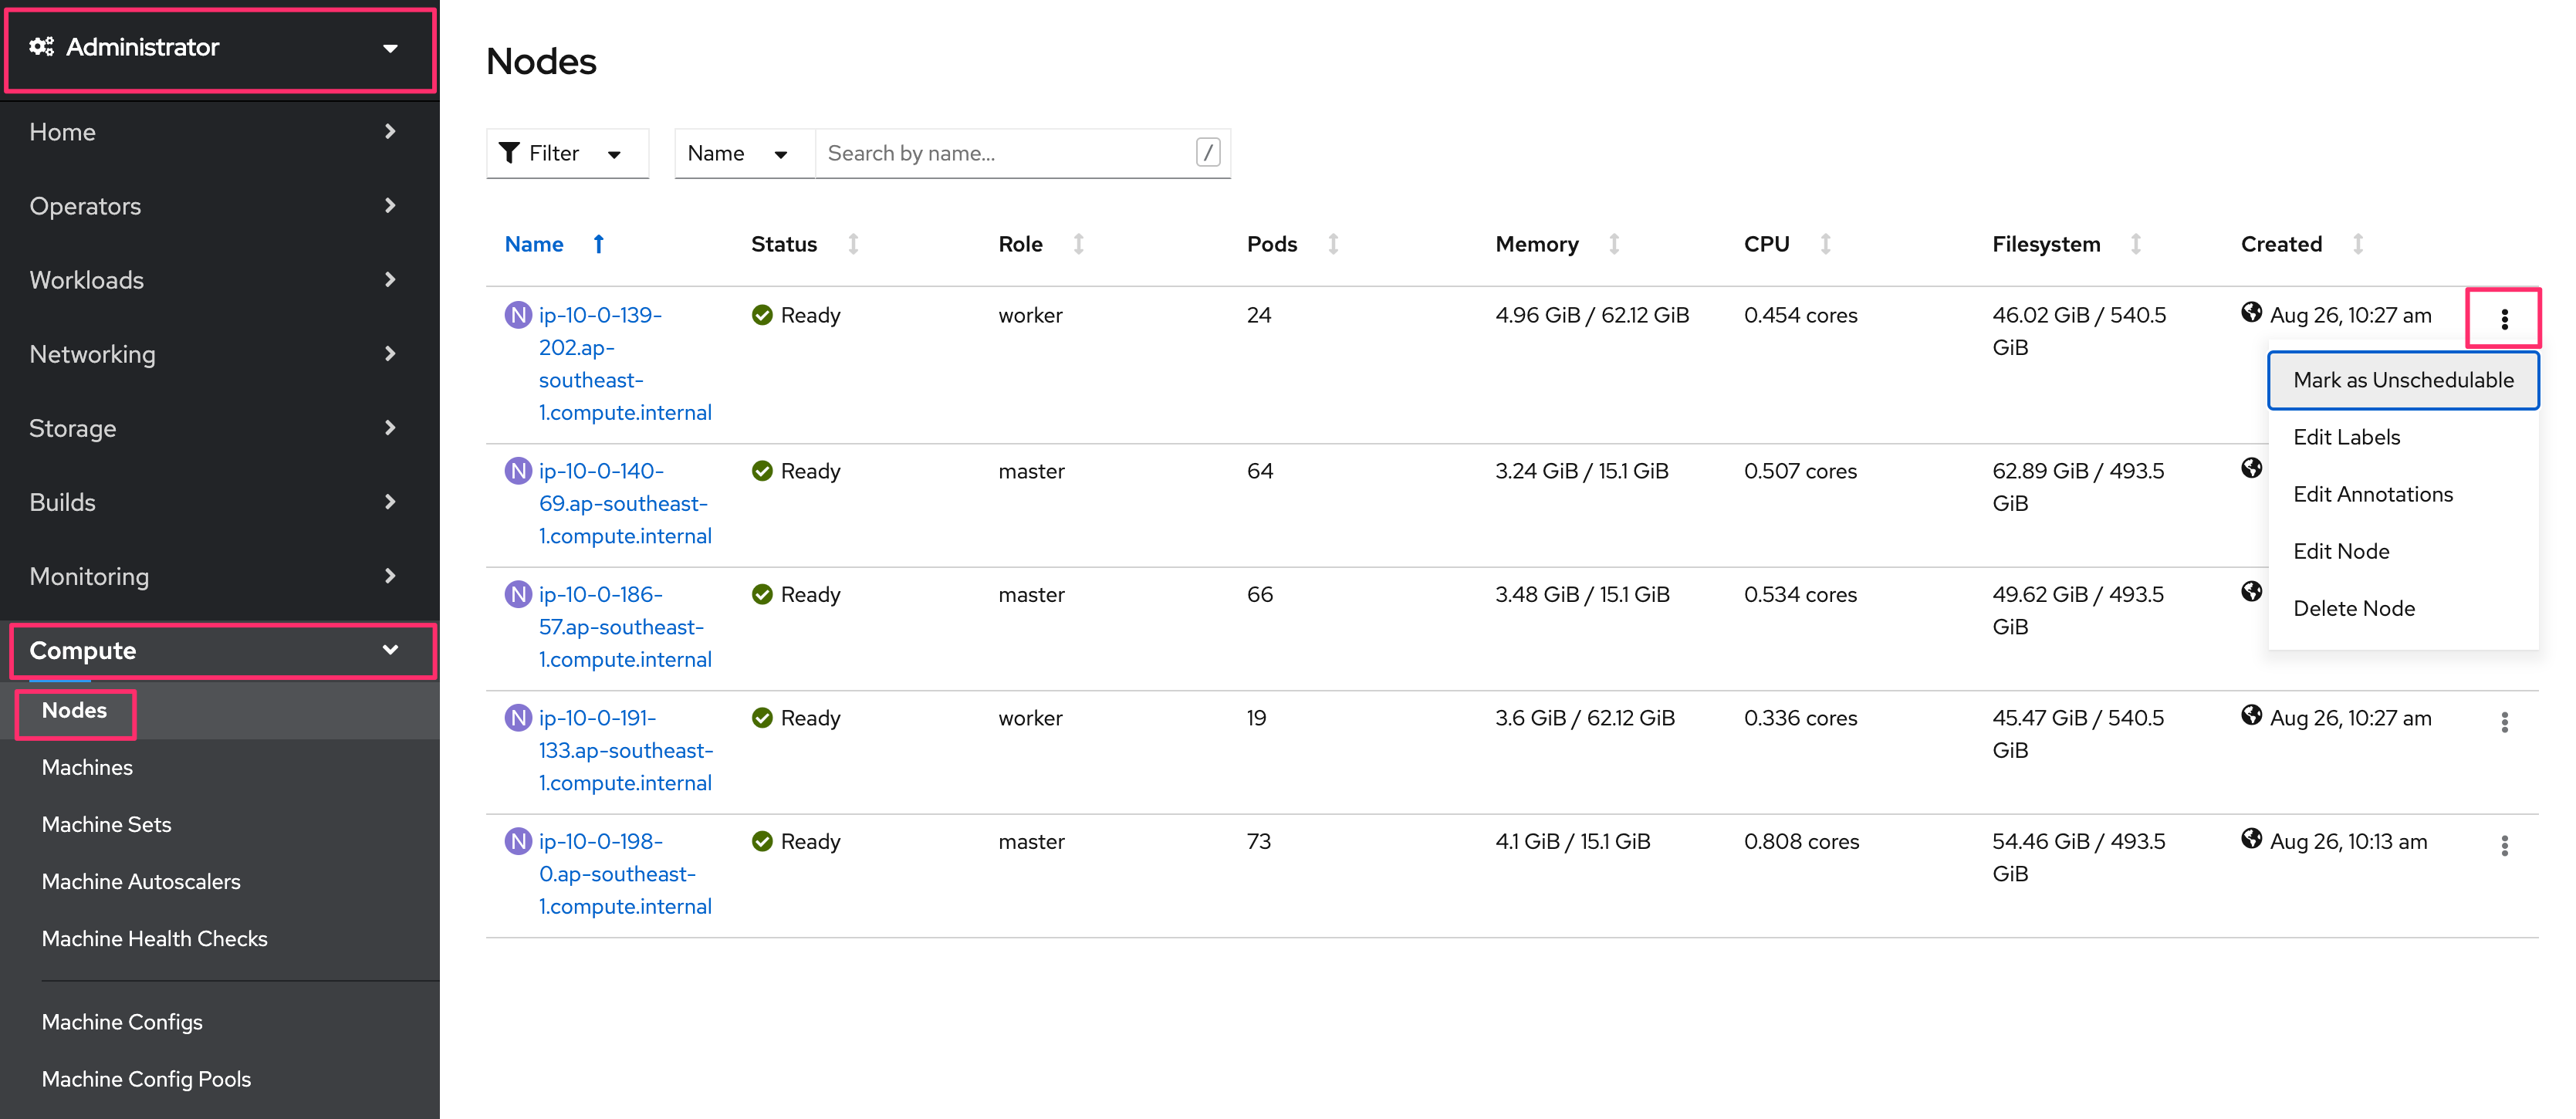 Administrator
Home
Operators
Workloads
Networking
Storage
Builds
Monitoring
Compute
Nodes
Machines
Machine Sets
Machine Autoscalers
Machine Health Checks
Machine Configs
Machine Config Pools
Nodes
Filter Name Search by name... /
Name Status Role Pods Memory CPU Filesystem Created
N ip-10-0-139- Ready worker 24 4.96 GiB / 62.12 GiB 0.454 cores 46.02 GiB / 540.5 Aug 26, 10:27 am
202.ap- GiB
southeast-
1.compute.internal
Mark as Unschedulable
Edit Labels
Edit Annotations
Edit Node
Delete Node
N ip-10-0-140- Ready master 64 3.24 GiB / 15.1 GiB 0.507 cores 62.89 GiB / 493.5
69.ap-southeast- GiB
1.compute.internal
N ip-10-0-186- Ready master 66 3.48 GiB / 15.1 GiB 0.534 cores 49.62 GiB / 493.5
57.ap-southeast- GiB
1.compute.internal
N ip-10-0-191- Ready worker 19 3.6 GiB / 62.12 GiB 0.336 cores 45.47 GiB / 540.5 Aug 26, 10:27 am
133.ap-southeast- GiB
1.compute.internal
N ip-10-0-198- Ready master 73 4.1 GiB / 15.1 GiB 0.808 cores 54.46 GiB / 493.5 Aug 26, 10:13 am
0.ap-southeast- GiB
1.compute.internal